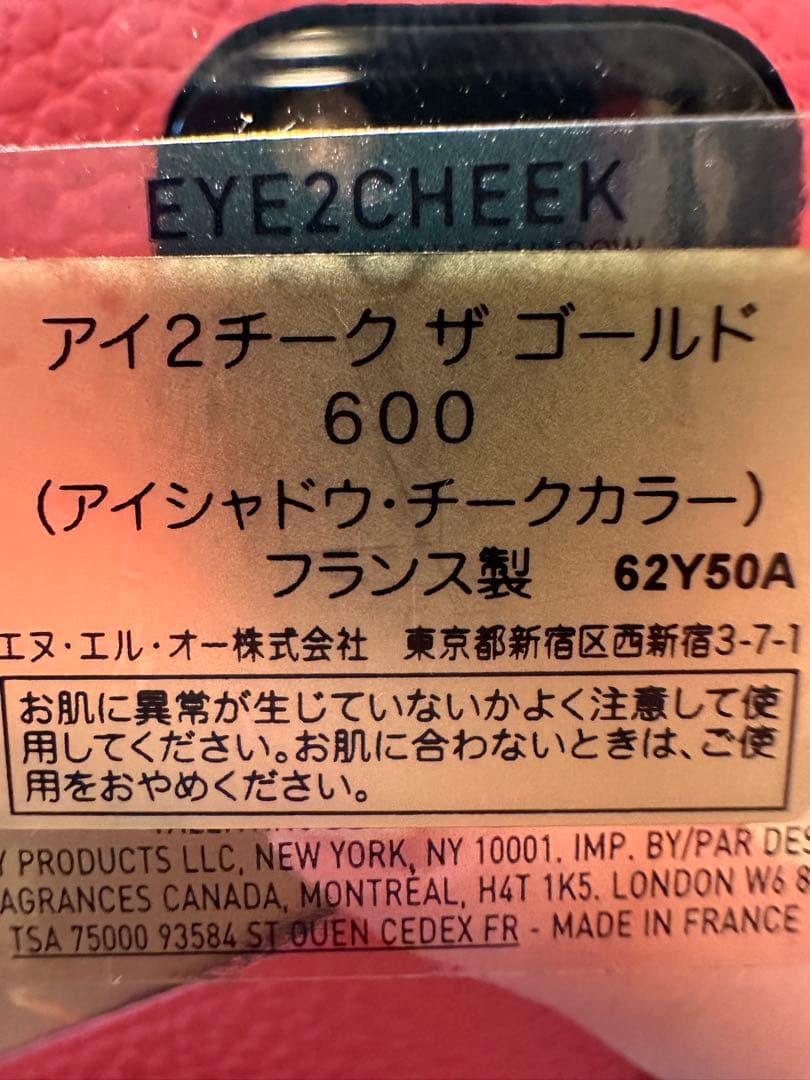 EYE2CHEEK
アイ2チーク ザ ゴールド
600
(アイシャドウ・チークカラー)
フランス製 62Y50A
エヌ・エル・オー株式会社 東京都新宿区西新宿3-7-1
お肌に異常が生じていないかよく注意して使
用してください。お肌に合わないときは、ご使
用をおやめください。
Y PRODUCTS LLC, NEW YORK, NY 10001. IMP. BY/PAR DES
AGRANCES CANADA, MONTRÉAL, H4T 1K5. LONDON W6 8
TSA 75000 93584 ST OUEN CEDEX FR - MADE IN FRANCE